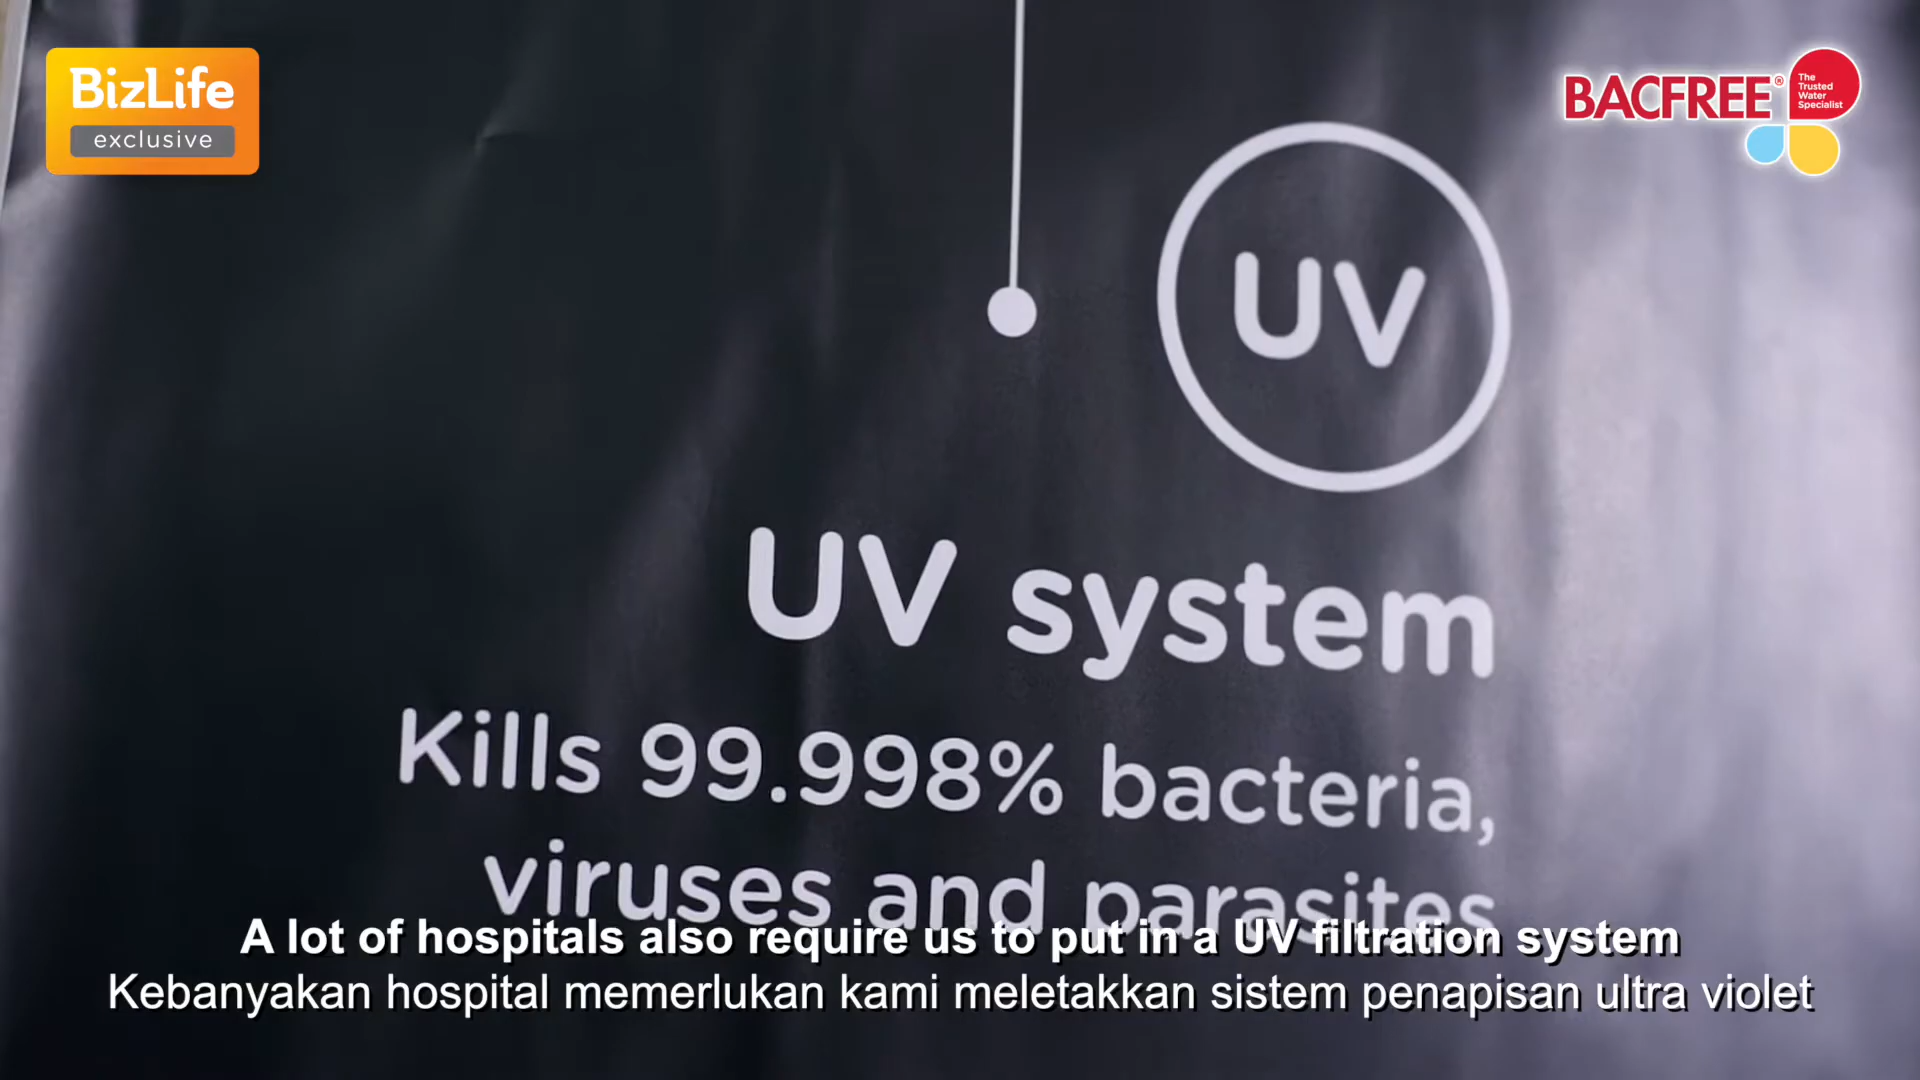 BizLife
exclusive
BACFREE®
The
Trusted
Water
Specialist
UV
UV system
Kills 99.998% bacteria,
viruses and parasites
A lot of hospitals also require us to put in a UV filtration system
Kebanyakan hospital memerlukan kami meletakkan sistem penapisan ultra violet